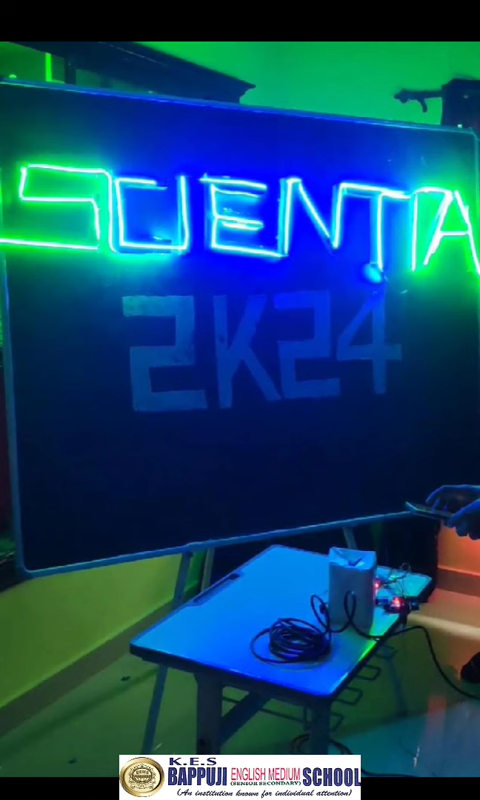 SCIENTIA
2K24
K.E.S
BAPPUJI ENGLISH MEDIUM (SENIOR SECONDARY) SCHOOL
(An institution known for individual attention)